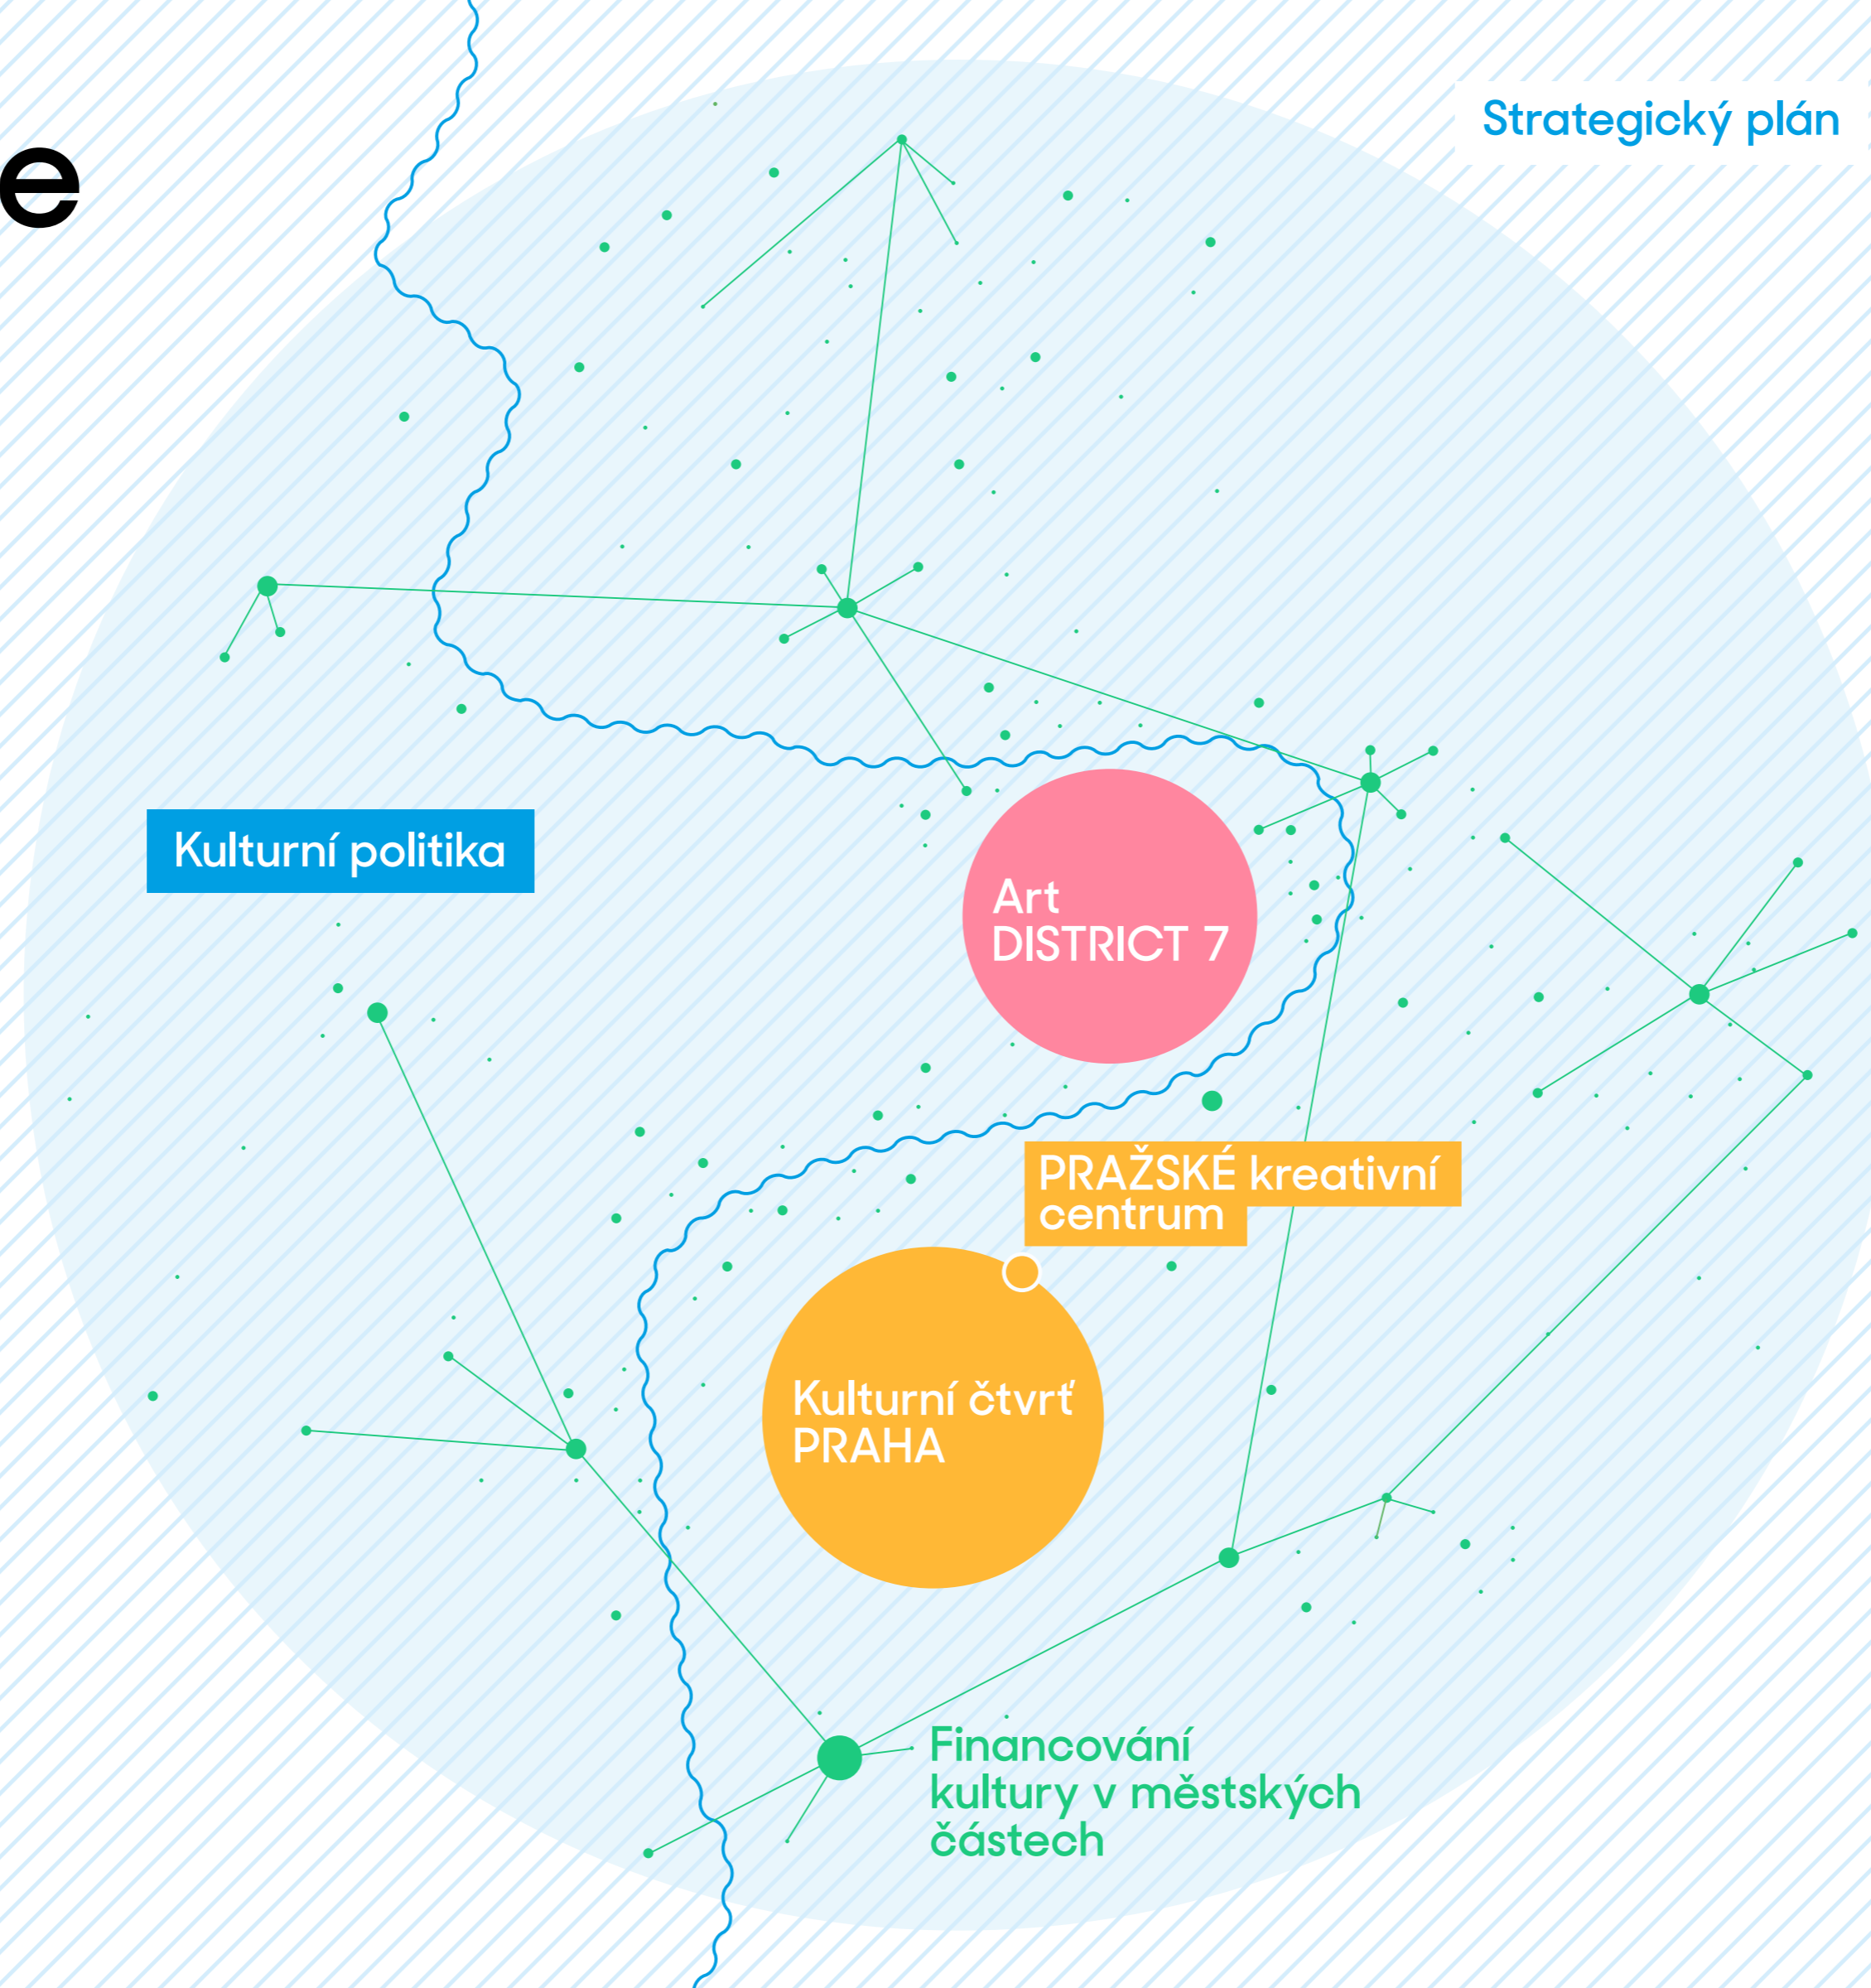 Strategický plán
e
Kulturní politika
Art
DISTRICT 7
PRAŽSKÉ kreativní
centrum
Kulturní čtvrť
PRAHA
Financování
kultury v městských
částech